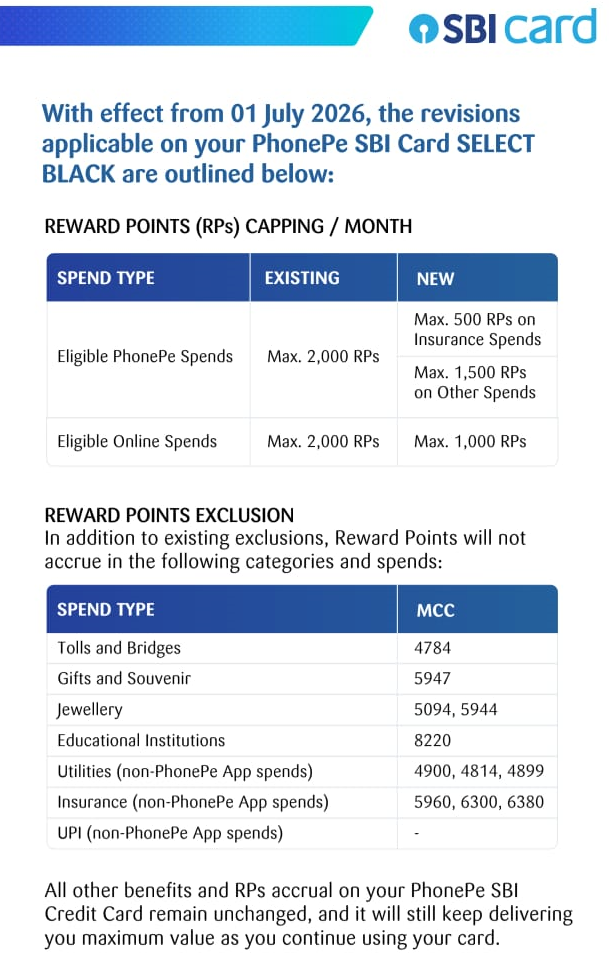 SBI card
With effect from 01 July 2026, the revisions
applicable on your PhonePe SBI Card SELECT
BLACK are outlined below:
REWARD POINTS (RPs) CAPPING / MONTH
SPEND TYPE EXISTING NEW
Eligible PhonePe Spends Max. 2,000 RPs Max. 500 RPs on
Insurance Spends
Max. 1,500 RPs
on Other Spends
Eligible Online Spends Max. 2,000 RPs Max. 1,000 RPs
REWARD POINTS EXCLUSION
In addition to existing exclusions, Reward Points will not
accrue in the following categories and spends:
SPEND TYPE MCC
Tolls and Bridges 4784
Gifts and Souvenir 5947
Jewellery 5094, 5944
Educational Institutions 8220
Utilities (non-PhonePe App spends) 4900, 4814, 4899
Insurance (non-PhonePe App spends) 5960, 6300, 6380
UPI (non-PhonePe App spends) -
All other benefits and RPs accrual on your PhonePe SBI
Credit Card remain unchanged, and it will still keep delivering
you maximum value as you continue using your card.